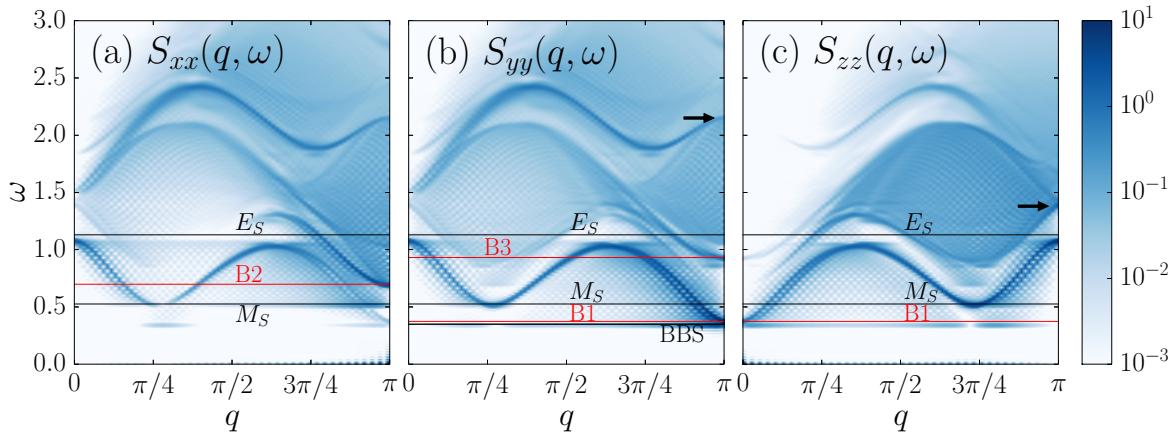 (a) S_xx(q, ω) (b) S_yy(q, ω) (c) S_zz(q, ω)
3.0
2.5
2.0
1.5
1.0
0.5
0.0
ω
E_S
B2
M_S
E_S
B3
M_S
B1
BBS
E_S
M_S
B1
0 π/4 π/2 3π/4 π
0 π/4 π/2 3π/4 π
0 π/4 π/2 3π/4 π
q q q
10^1
10^0
10^−1
10^−2
10^−3